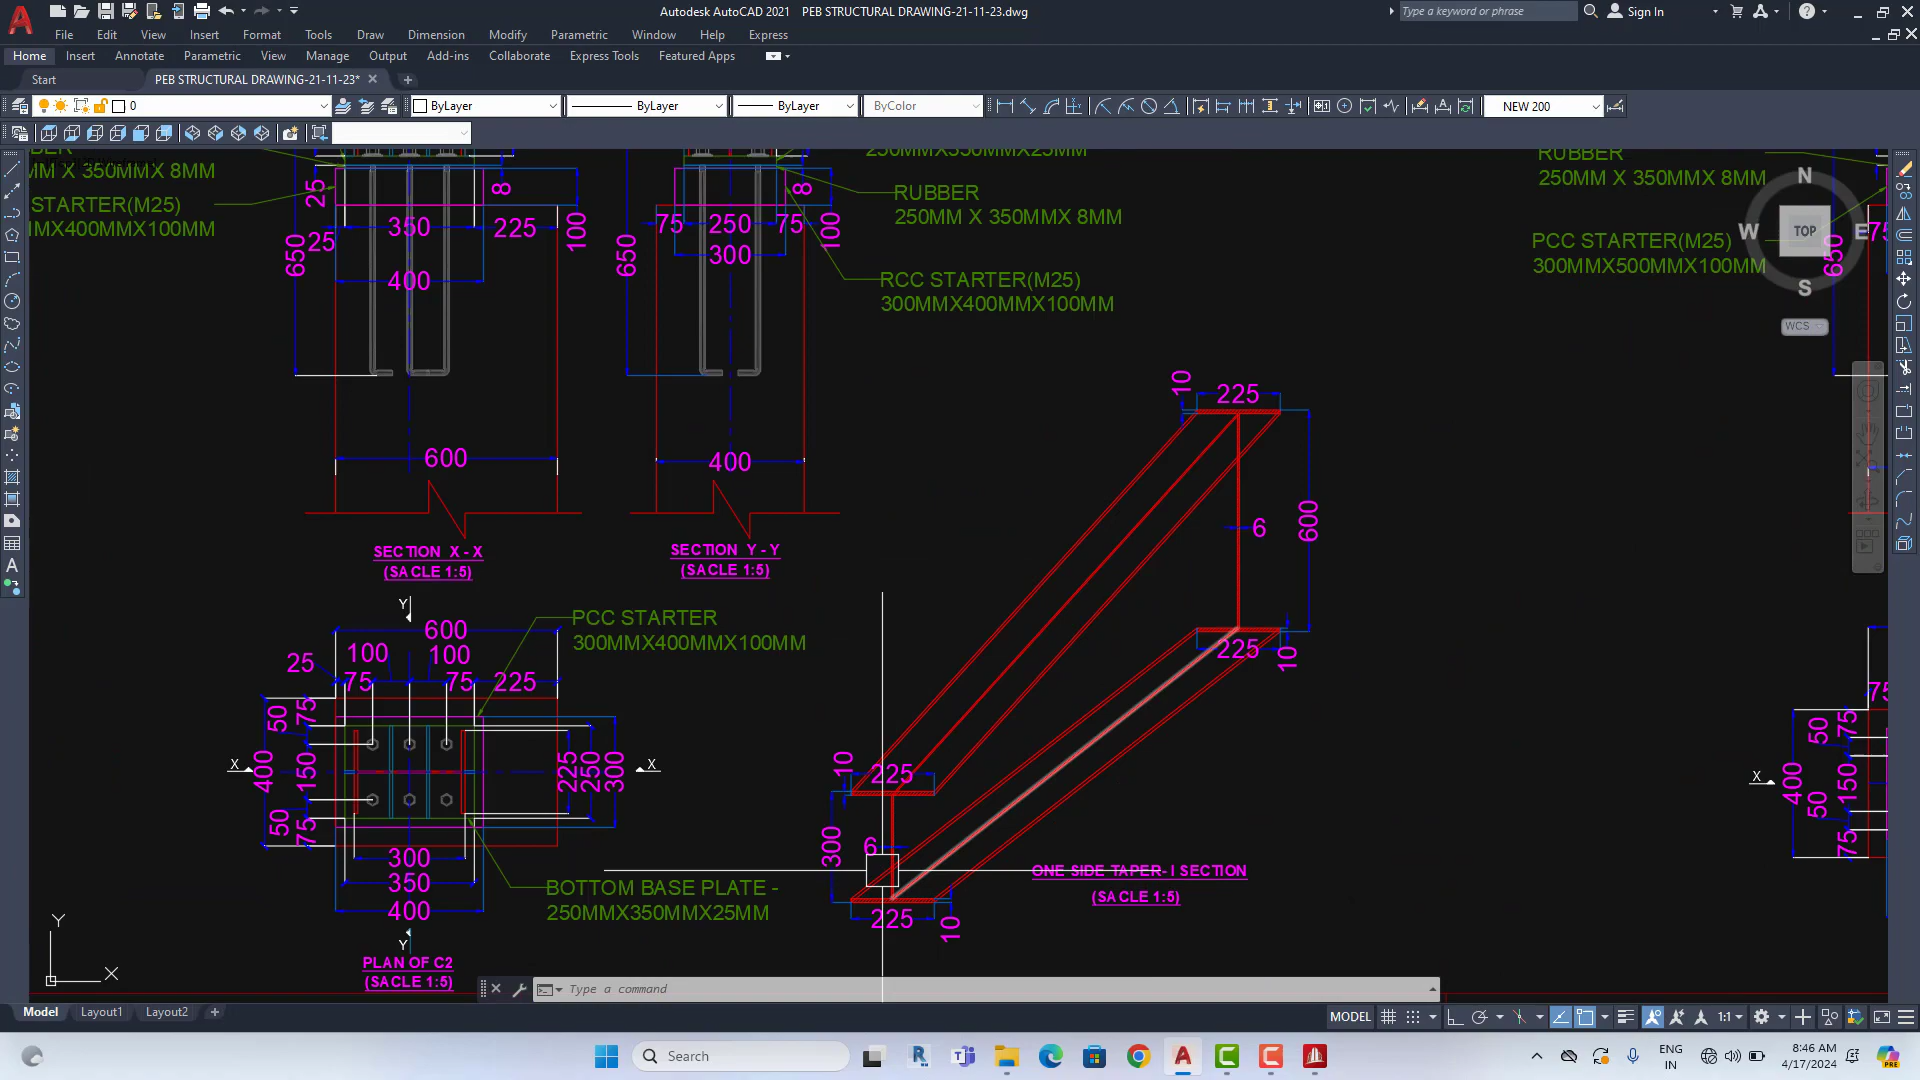 Autodesk AutoCAD 2021   PEB STRUCTURAL DRAWING-21-11-23.dwg
Type a keyword or phrase
Sign In
File Edit View Insert Format Tools Draw Dimension Modify Parametric Window Help Express
Home Insert Annotate Parametric View Manage Output Add-ins Collaborate Express Tools Featured Apps
Start
PEB STRUCTURAL DRAWING-21-11-23*
0
ByLayer
ByLayer
ByLayer
ByColor
NEW 200
MM X 350MMX 8MM
STARTER(M25)
MX400MMX100MM
25
8
350
225
100
25
650
400
600
SECTION X - X
(SACLE 1:5)
250MMX350MMX25MM
RUBBER
250MM X 350MMX 8MM
8
75
250
75
100
300
650
RCC STARTER(M25)
300MMX400MMX100MM
400
SECTION Y - Y
(SACLE 1:5)
RUBBER
250MM X 350MMX 8MM
PCC STARTER(M25)
300MMX500MMX100MM
75
650
N
W
TOP
E
S
WCS
10
225
6
600
225
10
10
225
300
6
225
10
ONE SIDE TAPER- I SECTION
(SACLE 1:5)
Y
600
PCC STARTER
300MMX400MMX100MM
100
100
25
75
75
225
50
75
X
400
150
225
250
300
X
50
75
300
350
400
BOTTOM BASE PLATE -
250MMX350MMX25MM
Y
PLAN OF C2
(SACLE 1:5)
75
50
75
X
400
150
50
75
Y
X
Type a command
Model
Layout1
Layout2
MODEL
1:1
Search
ENG
IN
8:46 AM
4/17/2024
PRE